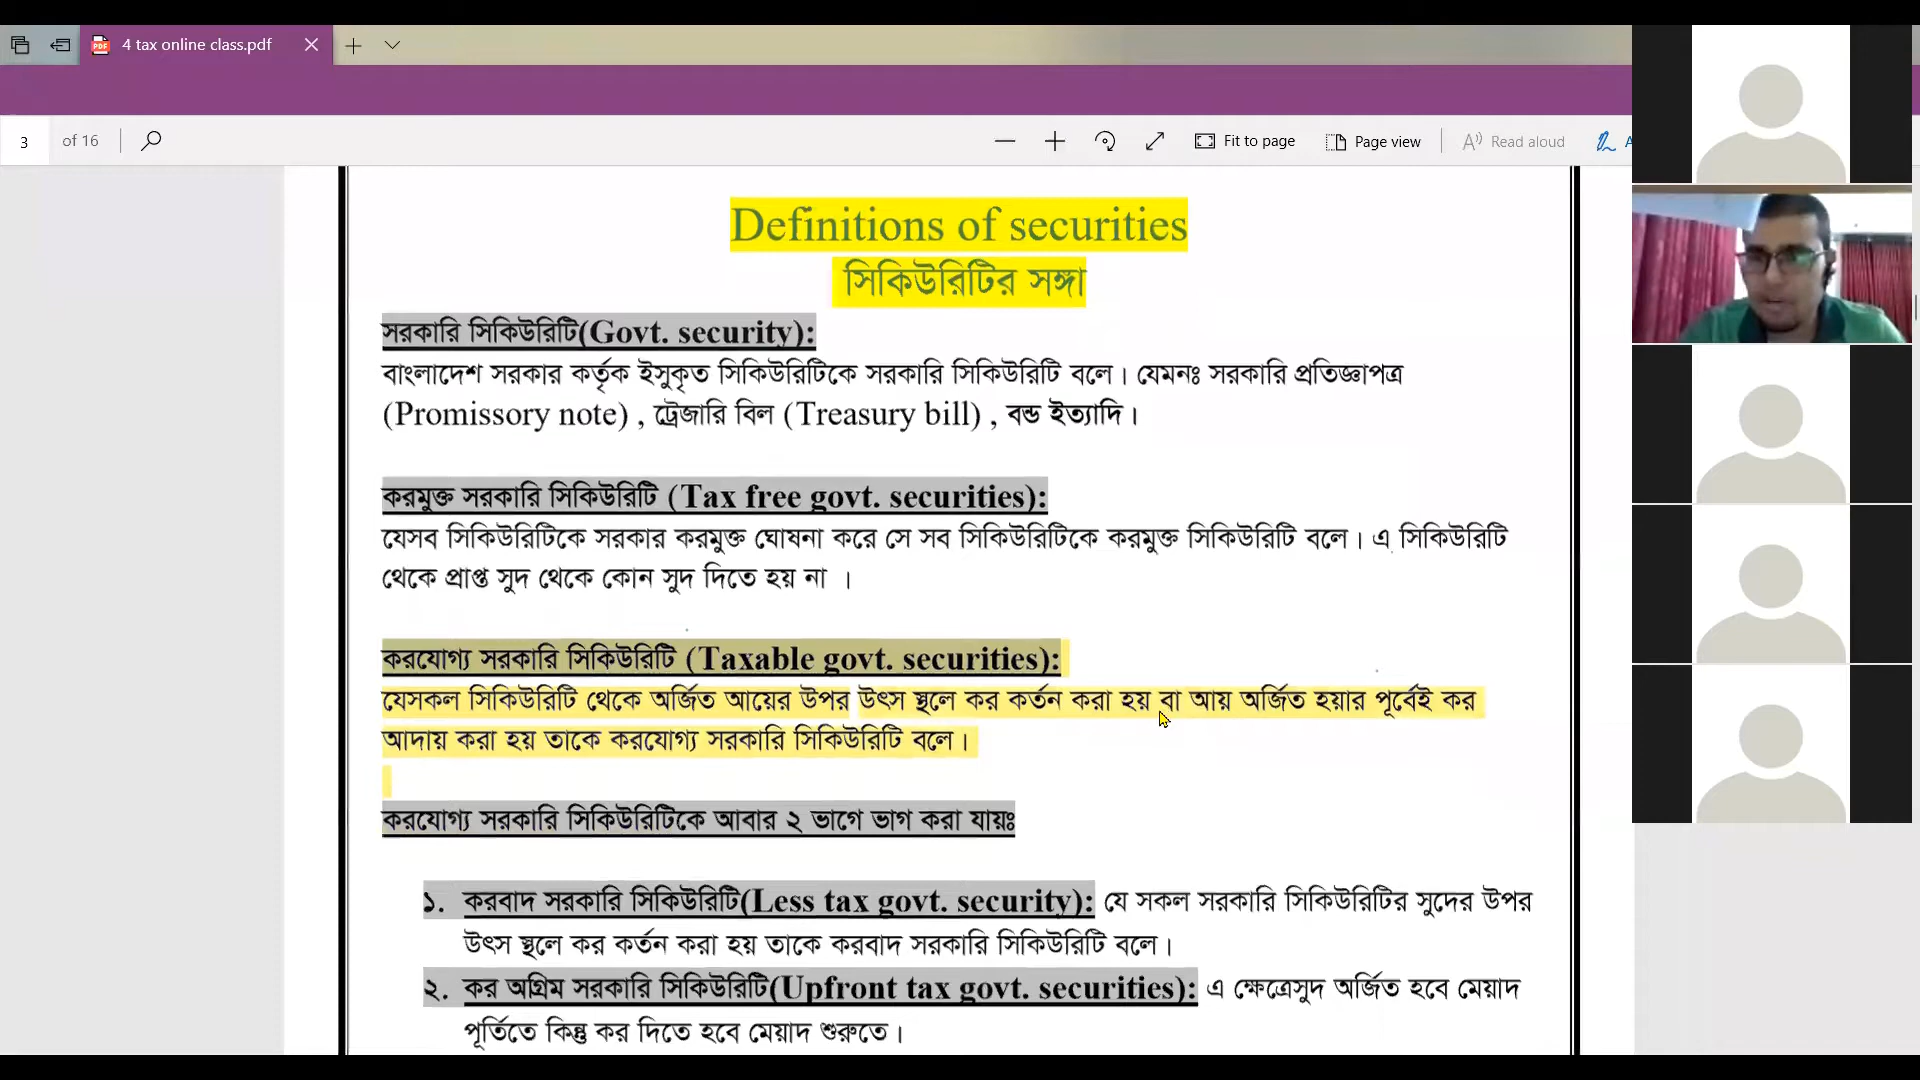 4 tax online class.pdf
3 of 16
Fit to page
Page view
Read aloud
Definitions of securities
সিকিউরিটির সঙ্গা
সরকারি সিকিউরিটি(Govt. security):
বাংলাদেশ সরকার কর্তৃক ইসুকৃত সিকিউরিটিকে সরকারি সিকিউরিটি বলে। যেমনঃ সরকারি প্রতিজ্ঞাপত্র
(Promissory note) , ট্রেজারি বিল (Treasury bill) , বন্ড ইত্যাদি।
করমুক্ত সরকারি সিকিউরিটি (Tax free govt. securities):
যেসব সিকিউরিটিকে সরকার করমুক্ত ঘোষনা করে সে সব সিকিউরিটিকে করমুক্ত সিকিউরিটি বলে। এ সিকিউরিটি
থেকে প্রাপ্ত সুদ থেকে কোন সুদ দিতে হয় না ।
করযোগ্য সরকারি সিকিউরিটি (Taxable govt. securities):
যেসকল সিকিউরিটি থেকে অর্জিত আয়ের উপর উৎস স্থলে কর কর্তন করা হয় বা আয় অর্জিত হয়ার পূর্বেই কর
আদায় করা হয় তাকে করযোগ্য সরকারি সিকিউরিটি বলে।
করযোগ্য সরকারি সিকিউরিটিকে আবার ২ ভাগে ভাগ করা যায়ঃ
১. করবাদ সরকারি সিকিউরিটি(Less tax govt. security): যে সকল সরকারি সিকিউরিটির সুদের উপর
উৎস স্থলে কর কর্তন করা হয় তাকে করবাদ সরকারি সিকিউরিটি বলে।
২. কর অগ্রিম সরকারি সিকিউরিটি(Upfront tax govt. securities): এ ক্ষেত্রেসুদ অর্জিত হবে মেয়াদ
পূর্তিতে কিন্তু কর দিতে হবে মেয়াদ শুরুতে।